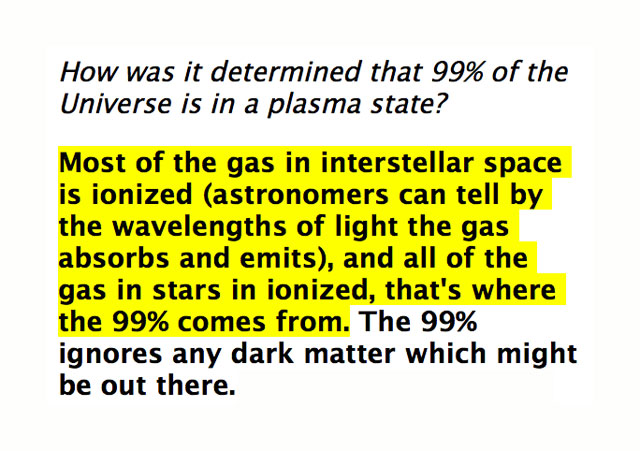 How was it determined that 99% of the
Universe is in a plasma state?
Most of the gas in interstellar space
is ionized (astronomers can tell by
the wavelengths of light the gas
absorbs and emits), and all of the
gas in stars in ionized, that's where
the 99% comes from. The 99%
ignores any dark matter which might
be out there.